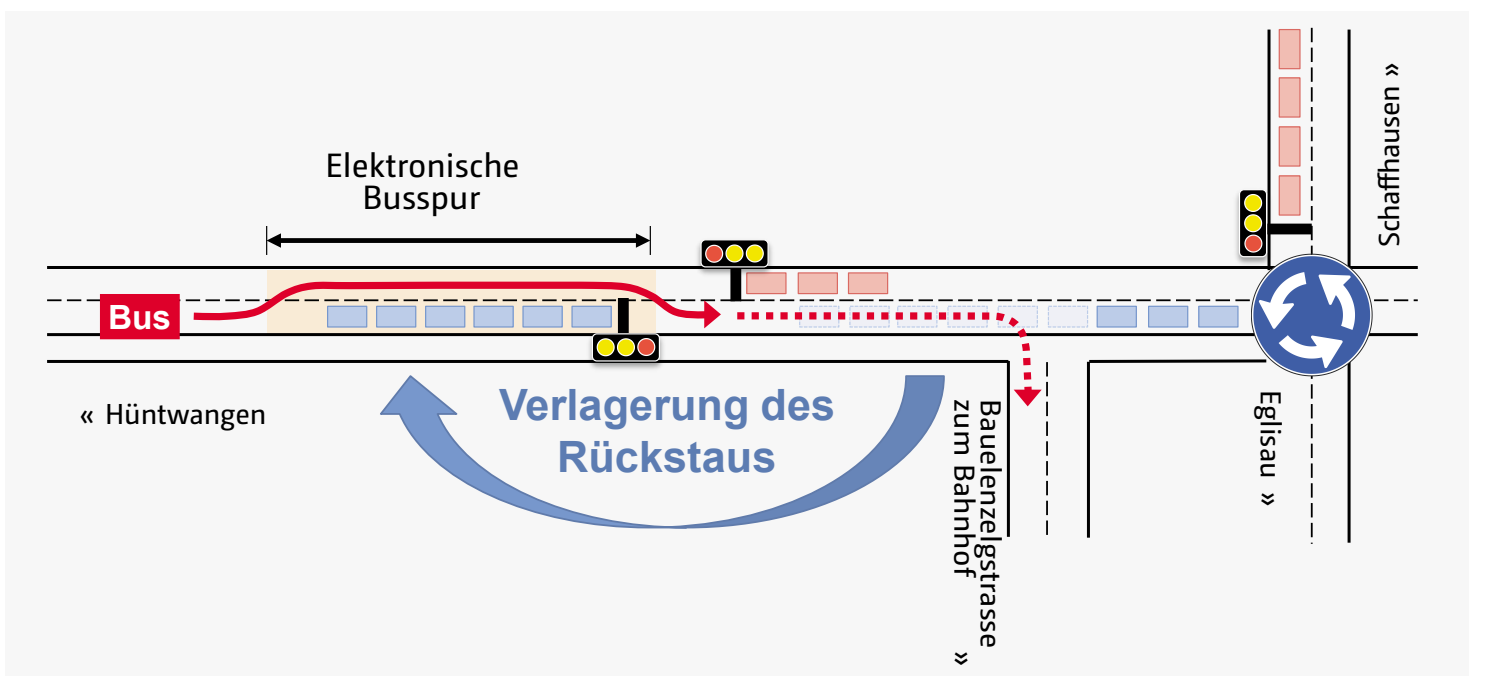 Elektronische
Busspur
Bus
« Hüntwangen
Verlagerung des
Rückstaus
Bauelenzelgstrasse
zum Bahnhof »
Eglisau »
Schaffhausen »